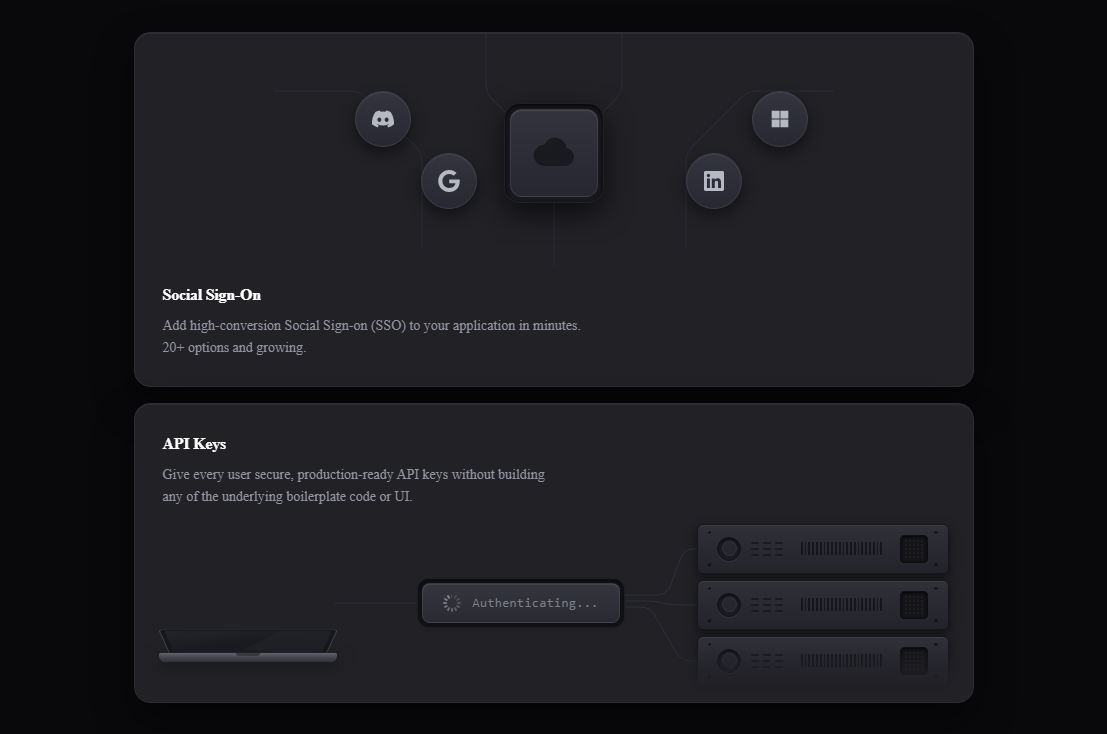 Social Sign-On
Add high-conversion Social Sign-on (SSO) to your application in minutes.
20+ options and growing.
API Keys
Give every user secure, production-ready API keys without building
any of the underlying boilerplate code or UI.
Authenticating...